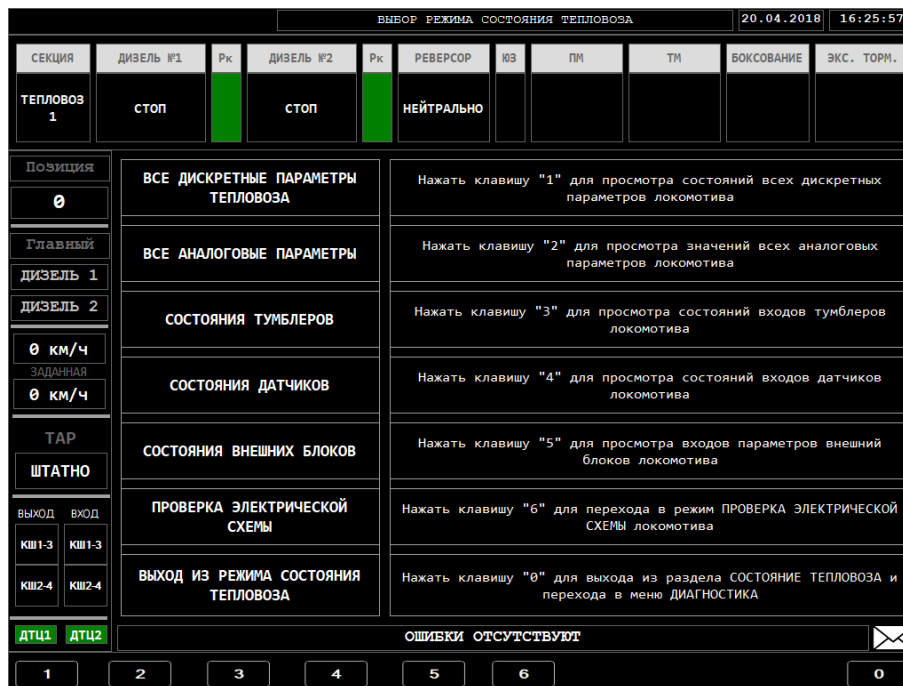 ВЫБОР РЕЖИМА СОСТОЯНИЯ ТЕПЛОВОЗА 20.04.2018 16:25:57
СЕКЦИЯ ДИЗЕЛЬ №1 Рк ДИЗЕЛЬ №2 Рк РЕВЕРСОР ЮЗ ПМ ТМ БОКСОВАНИЕ ЭКС. ТОРМ.
ТЕПЛОВОЗ
1
СТОП СТОП НЕЙТРАЛЬНО
Позиция
0
Главный
ДИЗЕЛЬ 1
ДИЗЕЛЬ 2
0 км/ч
ЗАДАННАЯ
0 км/ч
ТАР
ШТАТНО
ВЫХОД ВХОД
КШ1-3 КШ1-3
КШ2-4 КШ2-4
ДТЦ1 ДТЦ2
ВСЕ ДИСКРЕТНЫЕ ПАРАМЕТРЫ
ТЕПЛОВОЗА
Нажать клавишу "1" для просмотра состояний всех дискретных
параметров локомотива
ВСЕ АНАЛОГОВЫЕ ПАРАМЕТРЫ
Нажать клавишу "2" для просмотра значений всех аналоговых
параметров локомотива
СОСТОЯНИЯ ТУМБЛЕРОВ
Нажать клавишу "3" для просмотра состояний входов тумблеров
локомотива
СОСТОЯНИЯ ДАТЧИКОВ
Нажать клавишу "4" для просмотра состояний входов датчиков
локомотива
СОСТОЯНИЯ ВНЕШНИХ БЛОКОВ
Нажать клавишу "5" для просмотра входов параметров внешний
блоков локомотива
ПРОВЕРКА ЭЛЕКТРИЧЕСКОЙ
СХЕМЫ
Нажать клавишу "6" для перехода в режим ПРОВЕРКА ЭЛЕКТРИЧЕСКОЙ
СХЕМЫ локомотива
ВЫХОД ИЗ РЕЖИМА СОСТОЯНИЯ
ТЕПЛОВОЗА
Нажать клавишу "0" для выхода из раздела СОСТОЯНИЕ ТЕПЛОВОЗА и
перехода в меню ДИАГНОСТИКА
ОШИБКИ ОТСУТСТВУЮТ
1 2 3 4 5 6 0